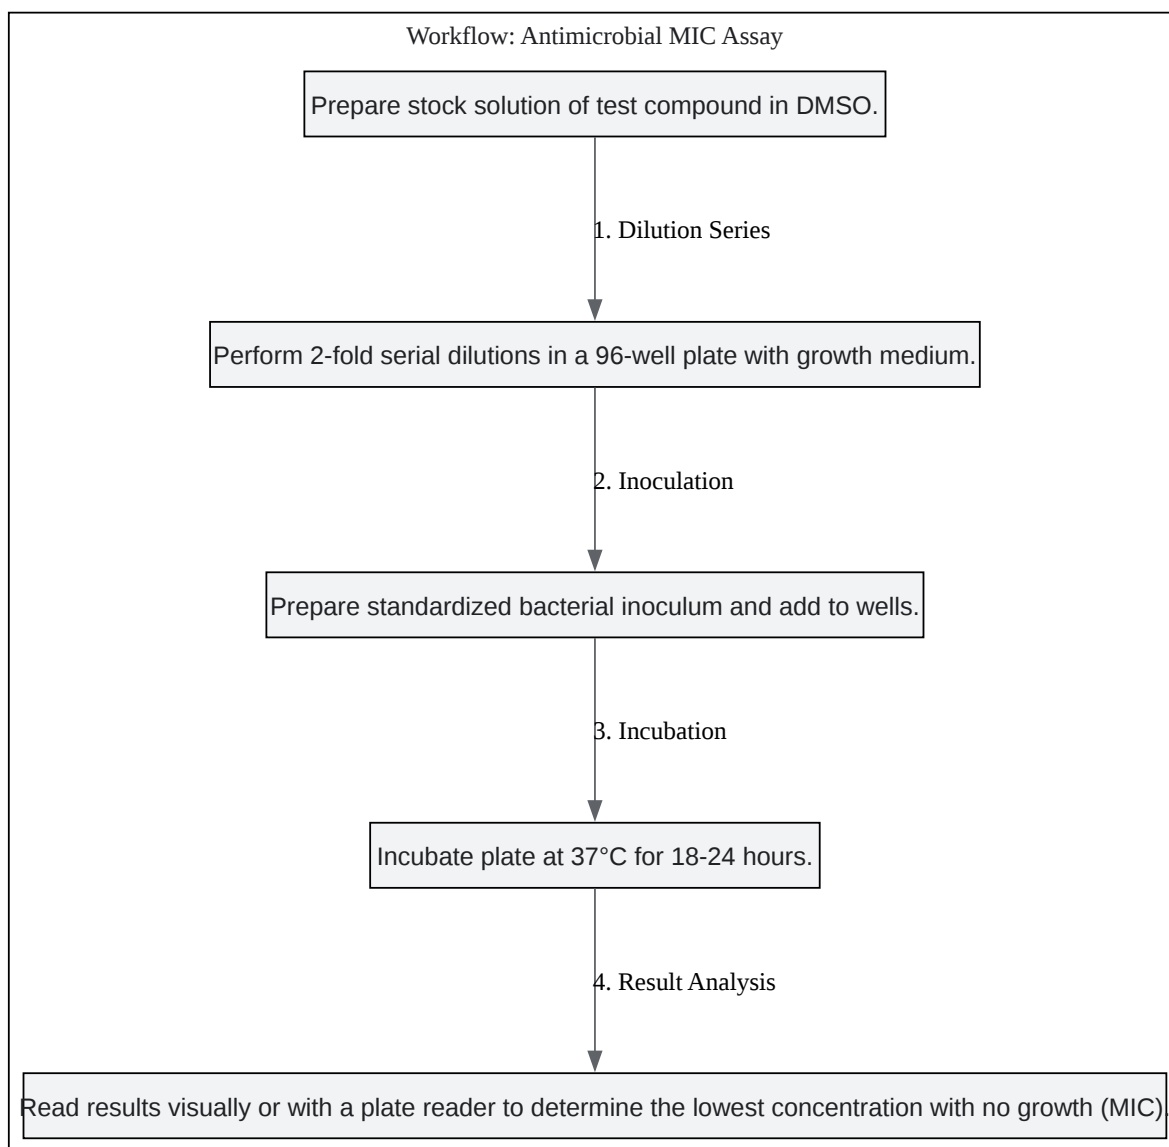 Workflow: Antimicrobial MIC Assay
Prepare stock solution of test compound in DMSO.
1. Dilution Series
Perform 2-fold serial dilutions in a 96-well plate with growth medium.
2. Inoculation
Prepare standardized bacterial inoculum and add to wells.
3. Incubation
Incubate plate at 37°C for 18-24 hours.
4. Result Analysis
Read results visually or with a plate reader to determine the lowest concentration with no growth (MIC).